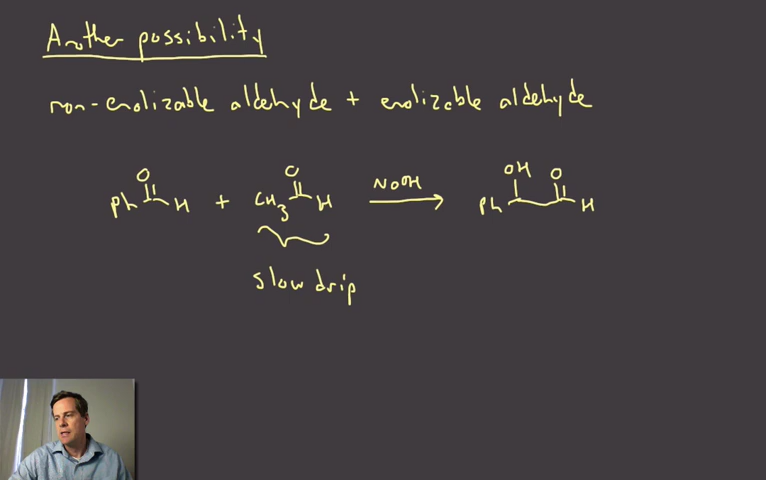 Another possibility
non-enolizable aldehyde + enolizable aldehyde
O O OH O
Ph H + CH3 H NaOH Ph H
slow drip